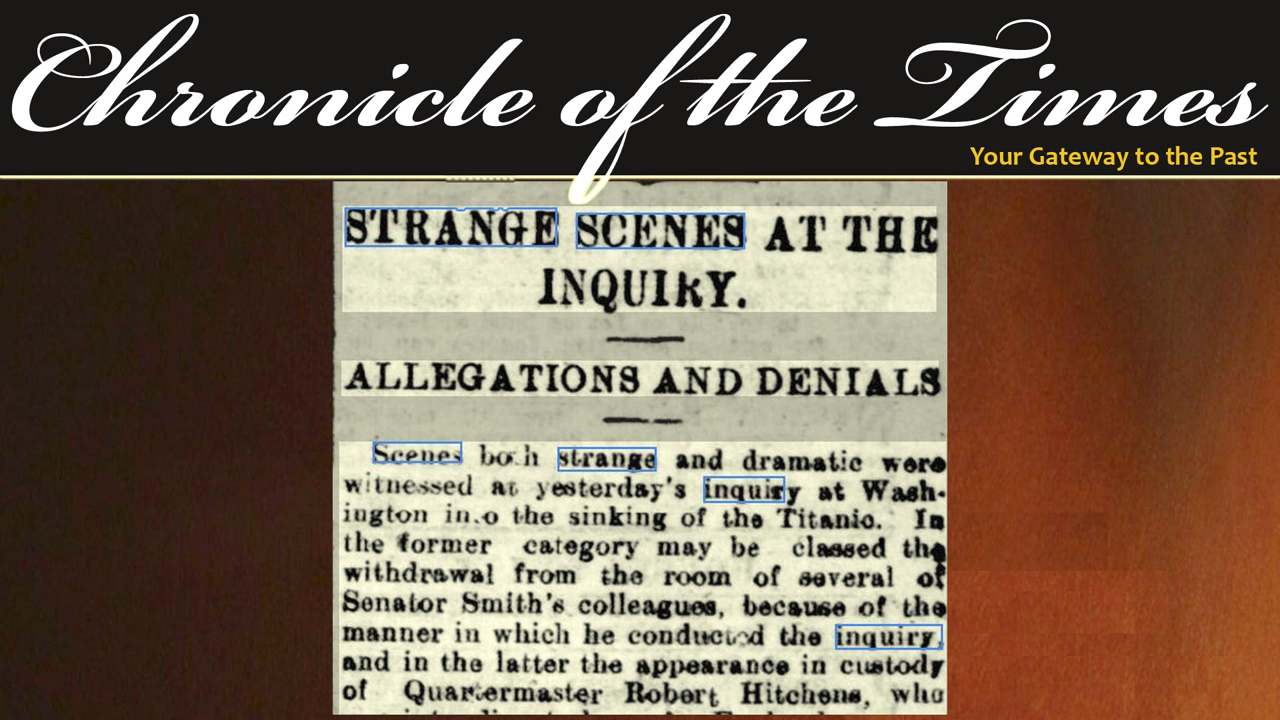 Chronicle of the Times
Your Gateway to the Past
STRANGE SCENES AT THE
INQUIRY.
ALLEGATIONS AND DENIALS
Scenes both strange and dramatic were
witnessed at yesterday's inquiry at Wash-
ington in.o the sinking of the Titanic. In
the former category may be classed the
withdrawal from the room of several of
Senator Smith's colleagues, because of the
manner in which he conducted the inquiry,
and in the latter the appearance in custody
of Quartermaster Robert Hitchens, who